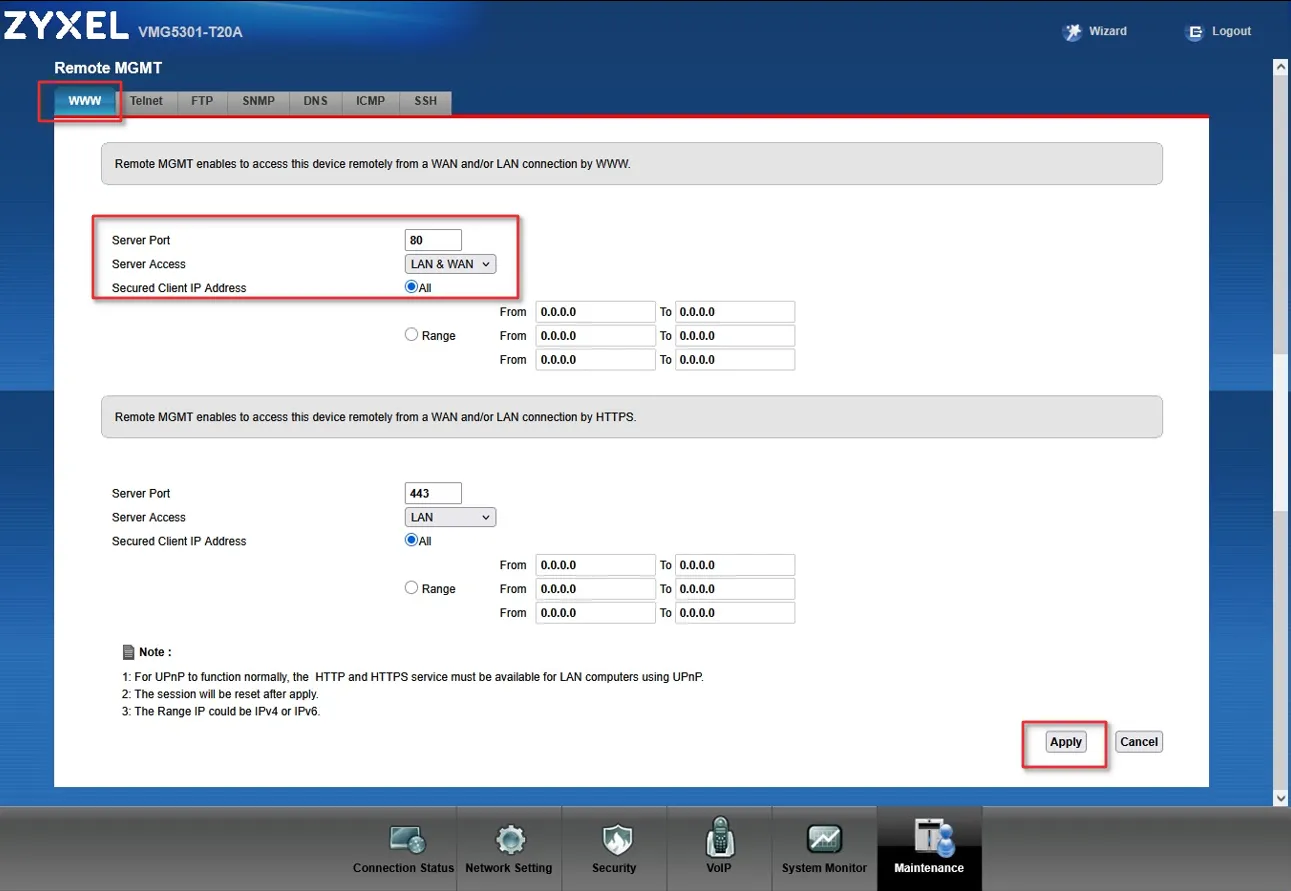 ZYXEL VMG5301-T20A Wizard Logout
Remote MGMT
WWW Telnet FTP SNMP DNS ICMP SSH
Remote MGMT enables to access this device remotely from a WAN and/or LAN connection by WWW.
Server Port 80
Server Access LAN & WAN
Secured Client IP Address All
From 0.0.0.0 To 0.0.0.0
Range From 0.0.0.0 To 0.0.0.0
From 0.0.0.0 To 0.0.0.0
Remote MGMT enables to access this device remotely from a WAN and/or LAN connection by HTTPS.
Server Port 443
Server Access LAN
Secured Client IP Address All
From 0.0.0.0 To 0.0.0.0
Range From 0.0.0.0 To 0.0.0.0
From 0.0.0.0 To 0.0.0.0
Note :
1: For UPnP to function normally, the  HTTP and HTTPS service must be available for LAN computers using UPnP.
2: The session will be reset after apply.
3: The Range IP could be IPv4 or IPv6.
Apply Cancel
Connection Status Network Setting Security VoIP System Monitor Maintenance